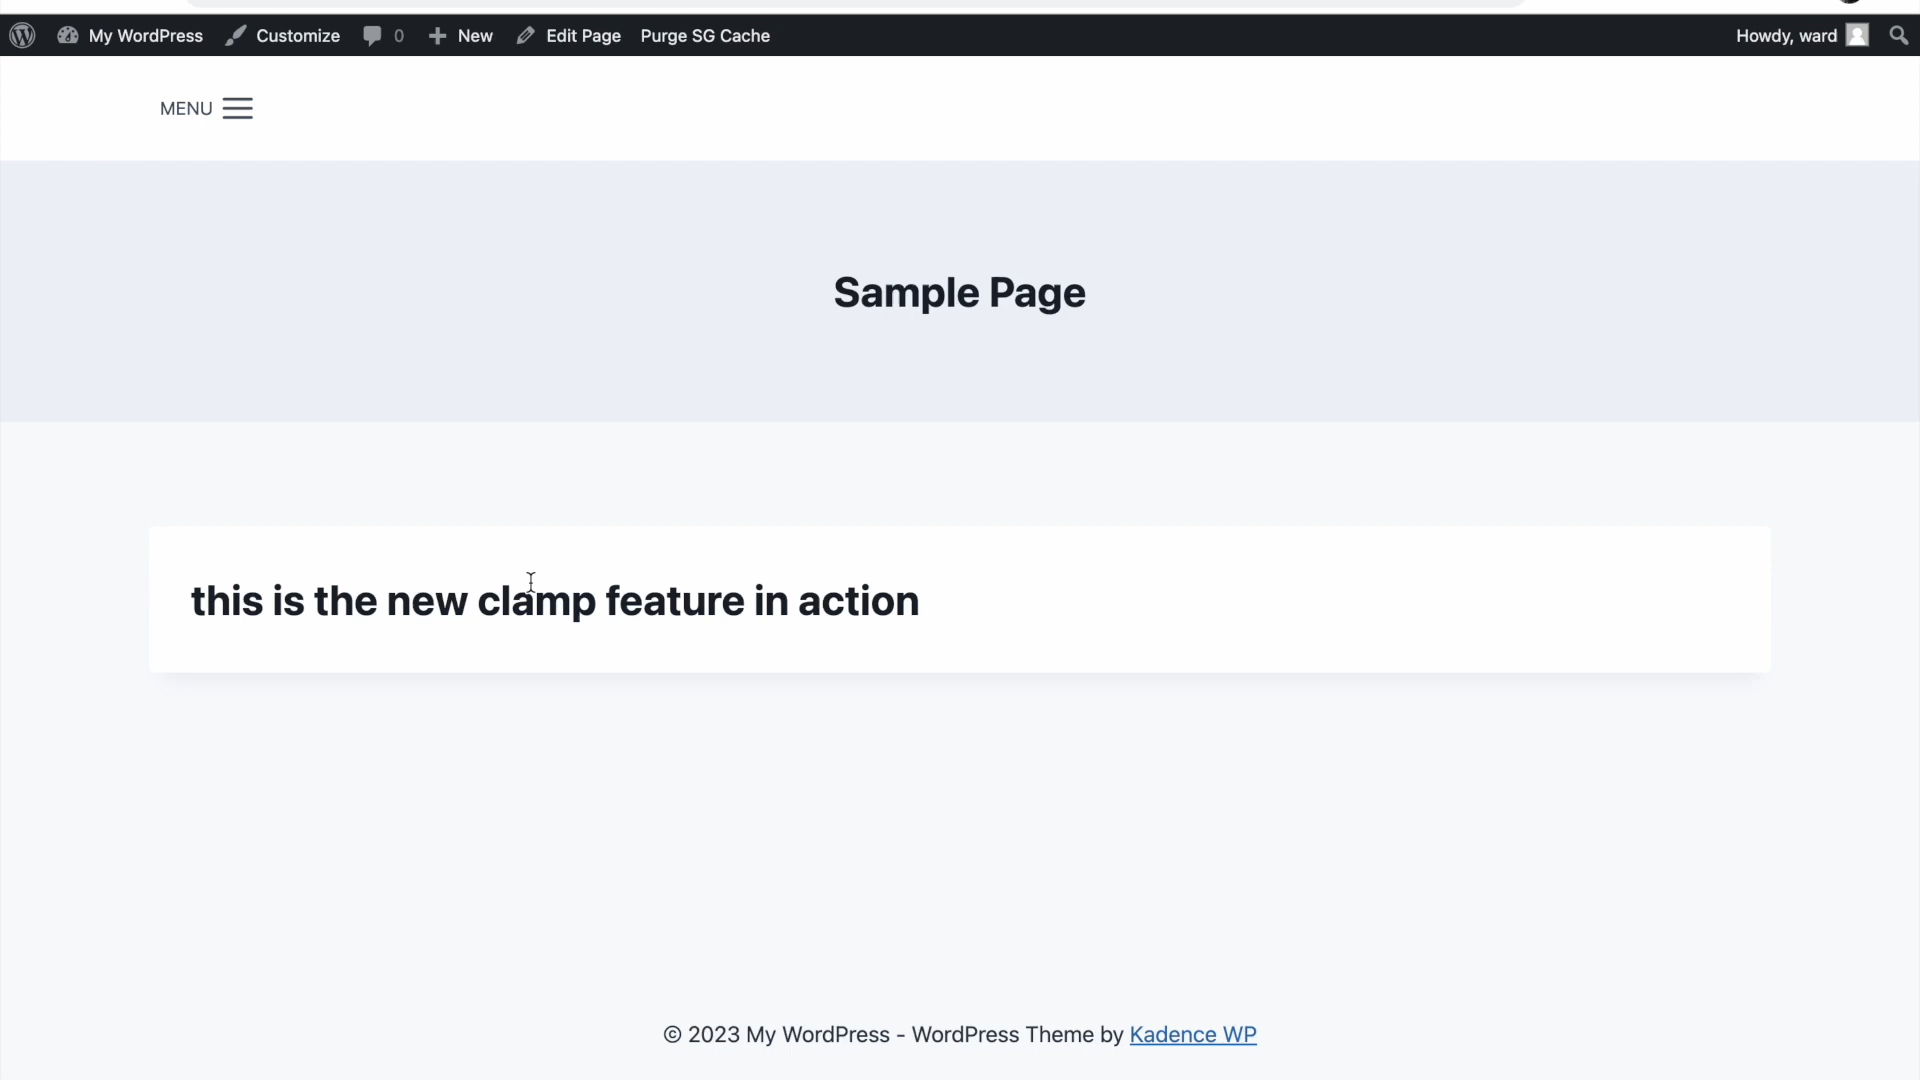 My WordPress Customize 0 New Edit Page Purge SG Cache Howdy, ward
MENU
Sample Page
this is the new clamp feature in action
© 2023 My WordPress - WordPress Theme by Kadence WP